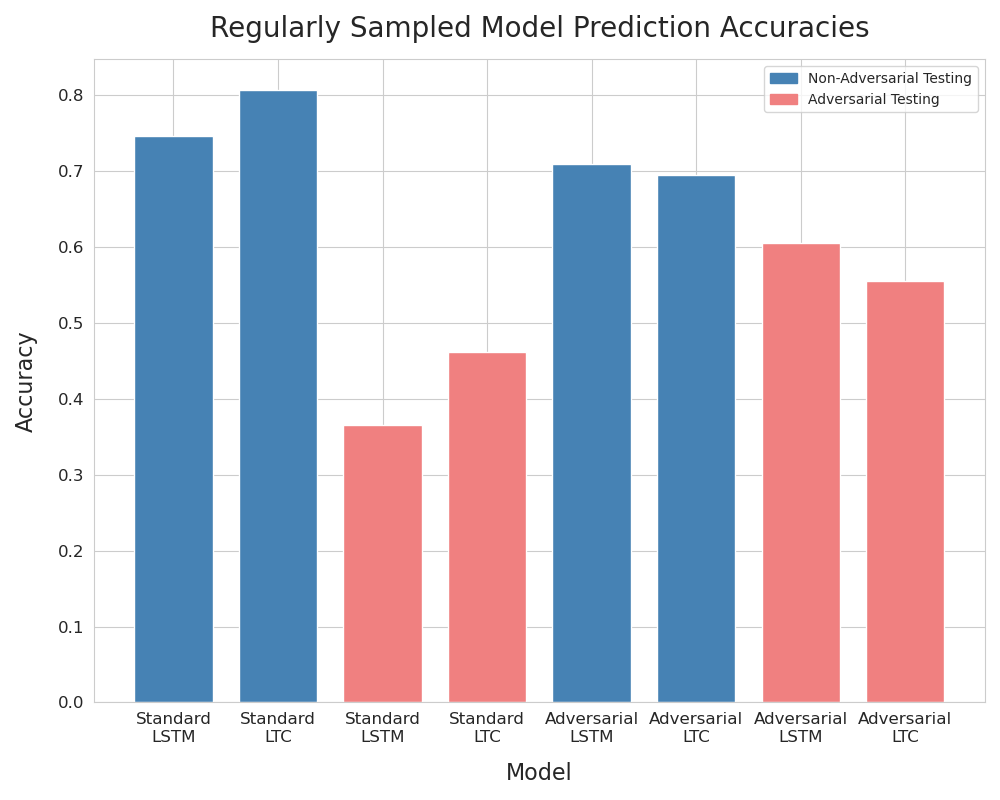 Regularly Sampled Model Prediction Accuracies
Non-Adversarial Testing
Adversarial Testing
Accuracy
0.8
0.7
0.6
0.5
0.4
0.3
0.2
0.1
0.0
Standard
LSTM
Standard
LTC
Standard
LSTM
Standard
LTC
Adversarial
LSTM
Adversarial
LTC
Adversarial
LSTM
Adversarial
LTC
Model